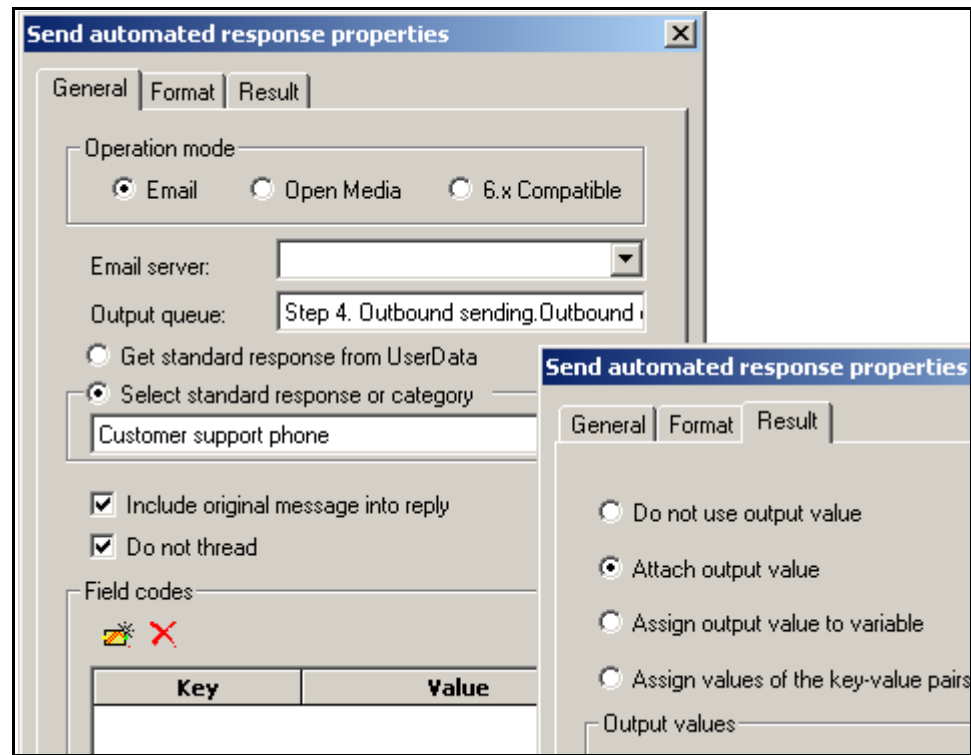 Send automated response properties
General Format Result
Operation mode
Email Open Media 6.x Compatible
Email server:
Output queue: Step 4. Outbound sending.Outbound
Get standard response from UserData
Select standard response or category
Customer support phone
Include original message into reply
Do not thread
Field codes
Key Value
Send automated response properties
General Format Result
Do not use output value
Attach output value
Assign output value to variable
Assign values of the key-value pairs
Output values